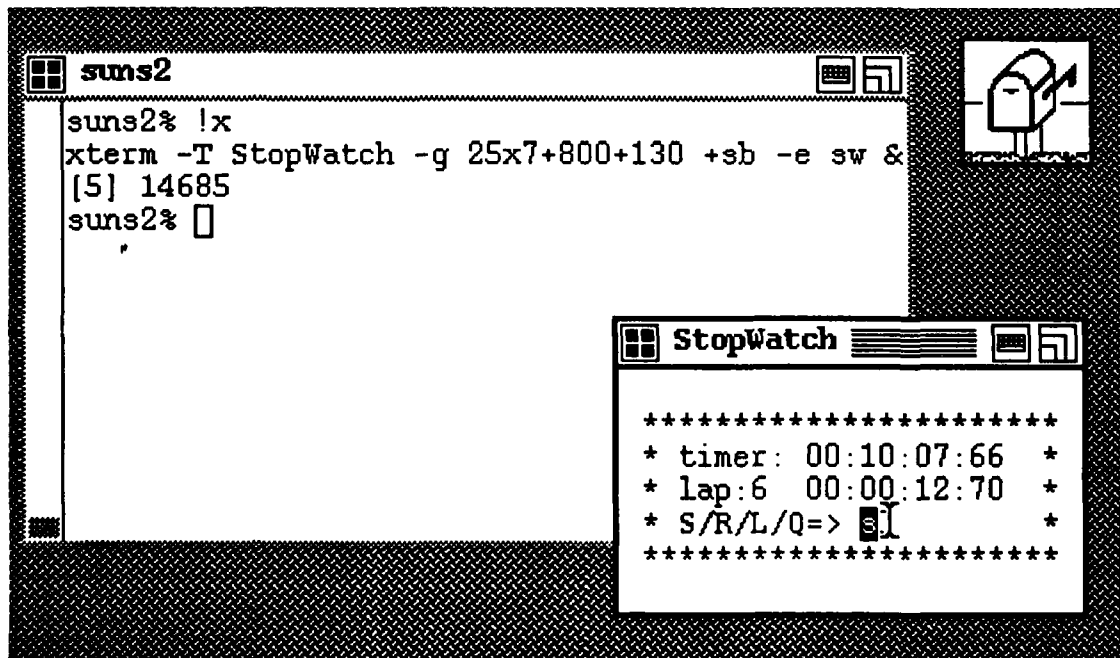 suns2
suns2% !x
xterm -T StopWatch -g 25x7+800+130 +sb -e sw &
[5] 14685
suns2%
StopWatch
***********************
* timer: 00:10:07:66 *
* lap:6 00:00:12:70 *
* S/R/L/Q=> s *
***********************